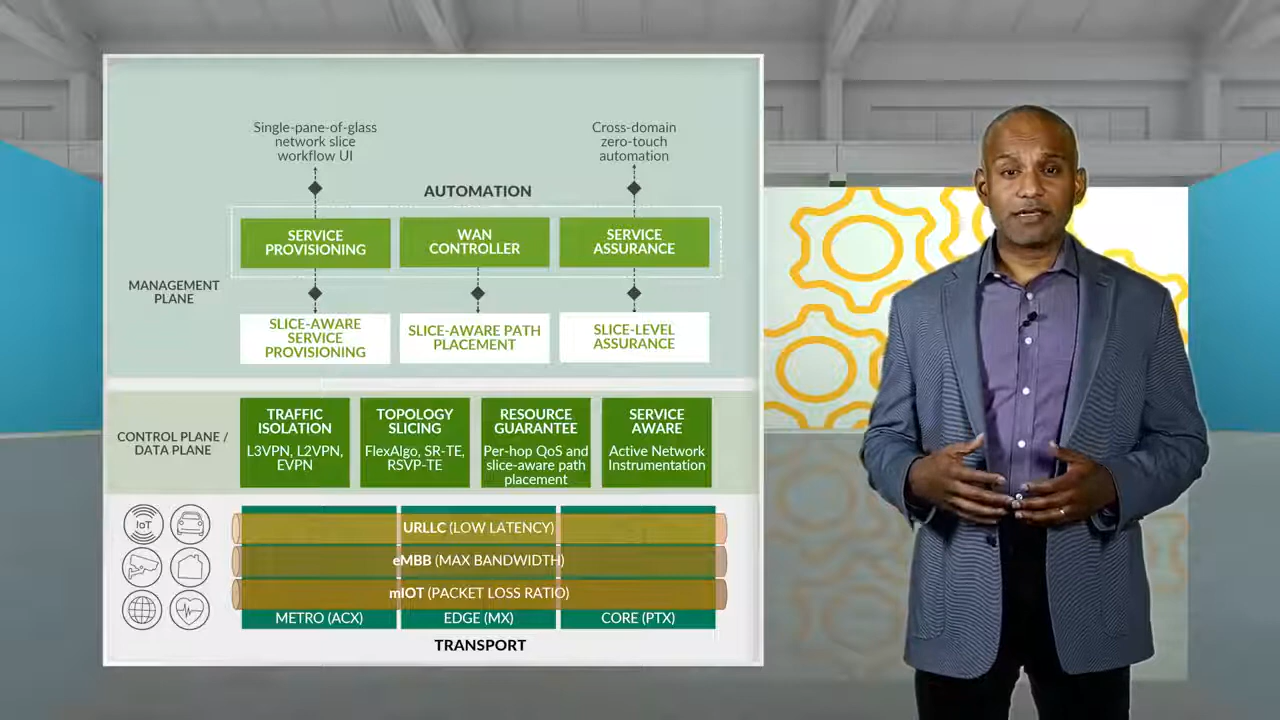 Single-pane-of-glass
network slice
workflow UI
Cross-domain
zero-touch
automation
AUTOMATION
SERVICE
PROVISIONING
WAN
CONTROLLER
SERVICE
ASSURANCE
MANAGEMENT
PLANE
SLICE-AWARE
SERVICE
PROVISIONING
SLICE-AWARE PATH
PLACEMENT
SLICE-LEVEL
ASSURANCE
CONTROL PLANE /
DATA PLANE
TRAFFIC
ISOLATION
L3VPN, L2VPN,
EVPN
TOPOLOGY
SLICING
FlexAlgo, SR-TE,
RSVP-TE
RESOURCE
GUARANTEE
Per-hop QoS and
slice-aware path
placement
SERVICE
AWARE
Active Network
Instrumentation
IoT
URLLC (LOW LATENCY)
eMBB (MAX BANDWIDTH)
mIOT (PACKET LOSS RATIO)
METRO (ACX)
EDGE (MX)
CORE (PTX)
TRANSPORT